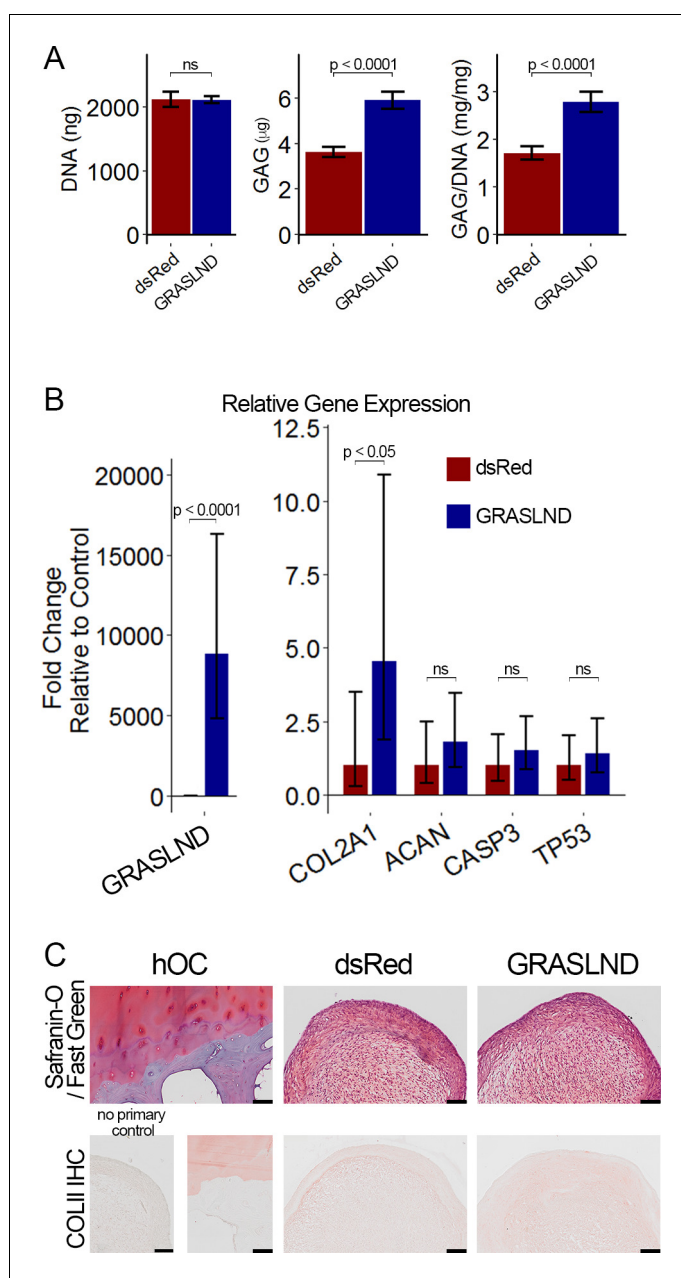 A
ns
p < 0.0001
p < 0.0001
DNA (ng)
2000
1000
0
dsRed
GRASLND
GAG (μg)
6
4
2
0
dsRed
GRASLND
GAG/DNA (mg/mg)
3
2
1
0
dsRed
GRASLND
B
Relative Gene Expression
Fold Change
Relative to Control
20000
15000
10000
5000
0
p < 0.0001
GRASLND
12.5
10.0
7.5
5.0
2.5
0.0
p < 0.05
ns
ns
ns
dsRed
GRASLND
COL2A1
ACAN
CASP3
TP53
C
hOC
dsRed
GRASLND
Safranin-O
/ Fast Green
no primary
control
COLII IHC